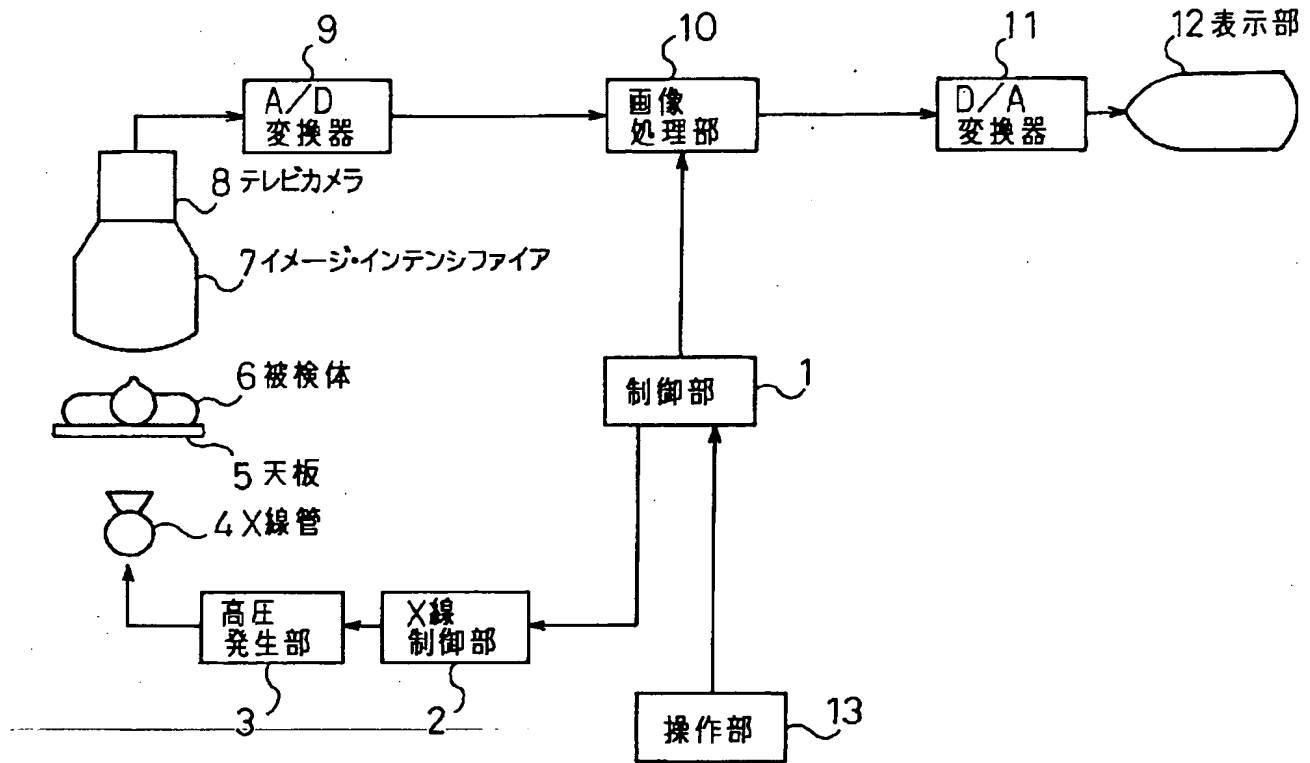 9
A/D
変換器
10
画像
処理部
11
D/A
変換器
12 表示部
8 テレビカメラ
7 イメージ・インテンシファイア
6 被検体
5 天板
4 X線管
制御部
1
高圧
発生部
3
X線
制御部
2
操作部
13